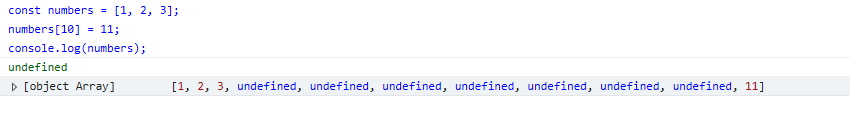 const numbers = [1, 2, 3];
numbers[10] = 11;
console.log(numbers);
undefined
[object Array] [1, 2, 3, undefined, undefined, undefined, undefined, undefined, undefined, undefined, 11]